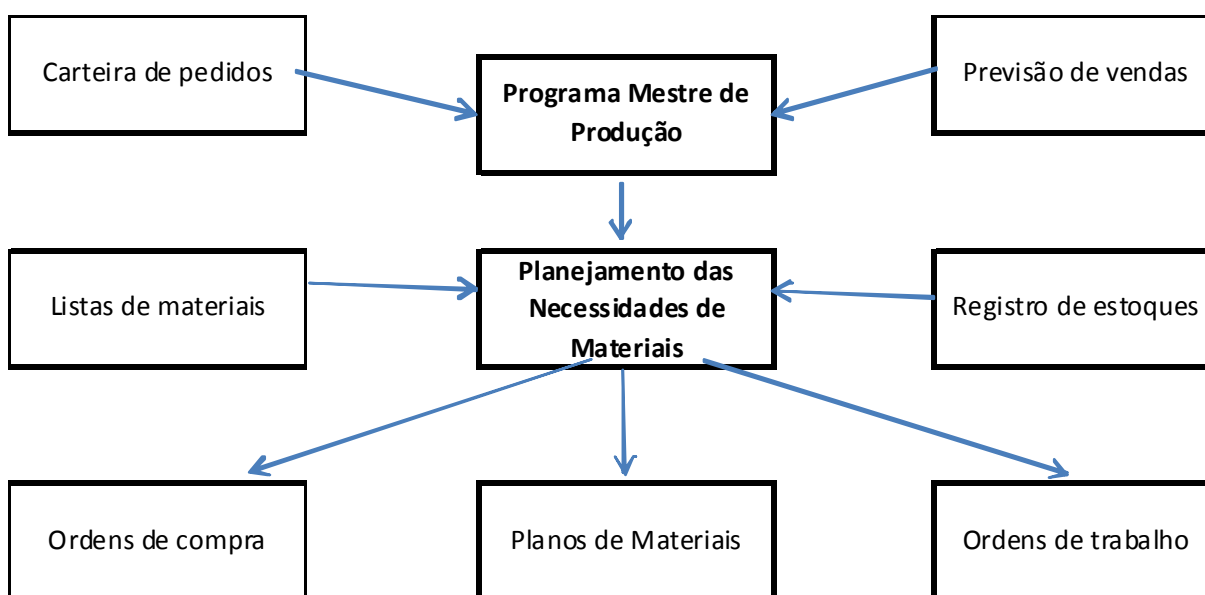 Carteira de pedidos
Programa Mestre de
Produção
Previsão de vendas
Listas de materiais
Planejamento das
Necessidades de
Materiais
Registro de estoques
Ordens de compra
Planos de Materiais
Ordens de trabalho